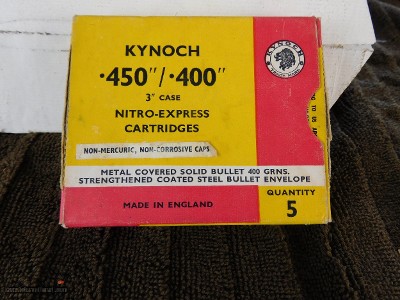 KYNOCH
·450"/·400"
3" CASE
NITRO-EXPRESS
CARTRIDGES
NON-MERCURIC, NON-CORROSIVE CAPS
METAL COVERED SOLID BULLET 400 GRNS.
STRENGTHENED COATED STEEL BULLET ENVELOPE
MADE IN ENGLAND
QUANTITY
5
KYNOCH